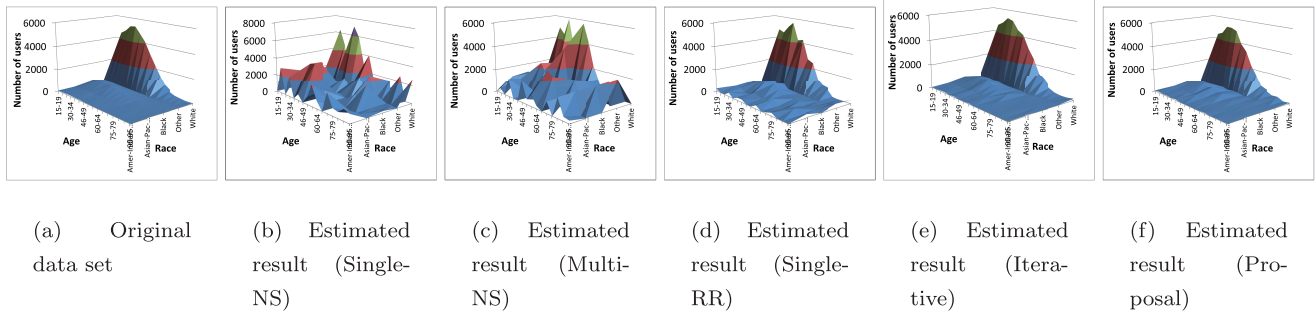 Number of users
6000
4000
2000
0
15-19
30-34
46-49
60-64
75-79
Age
Amer-Indian
Asian-Pac-
Black
Other
White
Race
Number of users
8000
6000
4000
2000
0
15-19
30-34
46-49
60-64
75-79
Age
Asian-Pac-
Black
Other
White
Race
Number of users
6000
4000
2000
0
15-19
30-34
46-49
60-64
75-79
Age
Asian-Pac-
Black
Other
White
Race
Number of users
6000
4000
2000
0
15-19
30-34
46-49
60-64
75-79
Age
Asian-Pac-
Black
Other
White
Race
Number of users
6000
4000
2000
0
15-19
30-34
46-49
60-64
75-79
Age
Asian-Pac-
Black
Other
White
Race
Number of users
6000
4000
2000
0
15-19
30-34
46-49
60-64
75-79
Age
Asian-Pac-
Black
Other
White
Race
(a) Original
data set
(b) Estimated
result (Single-
NS)
(c) Estimated
result (Multi-
NS)
(d) Estimated
result (Single-
RR)
(e) Estimated
result (Itera-
tive)
(f) Estimated
result (Pro-
posal)